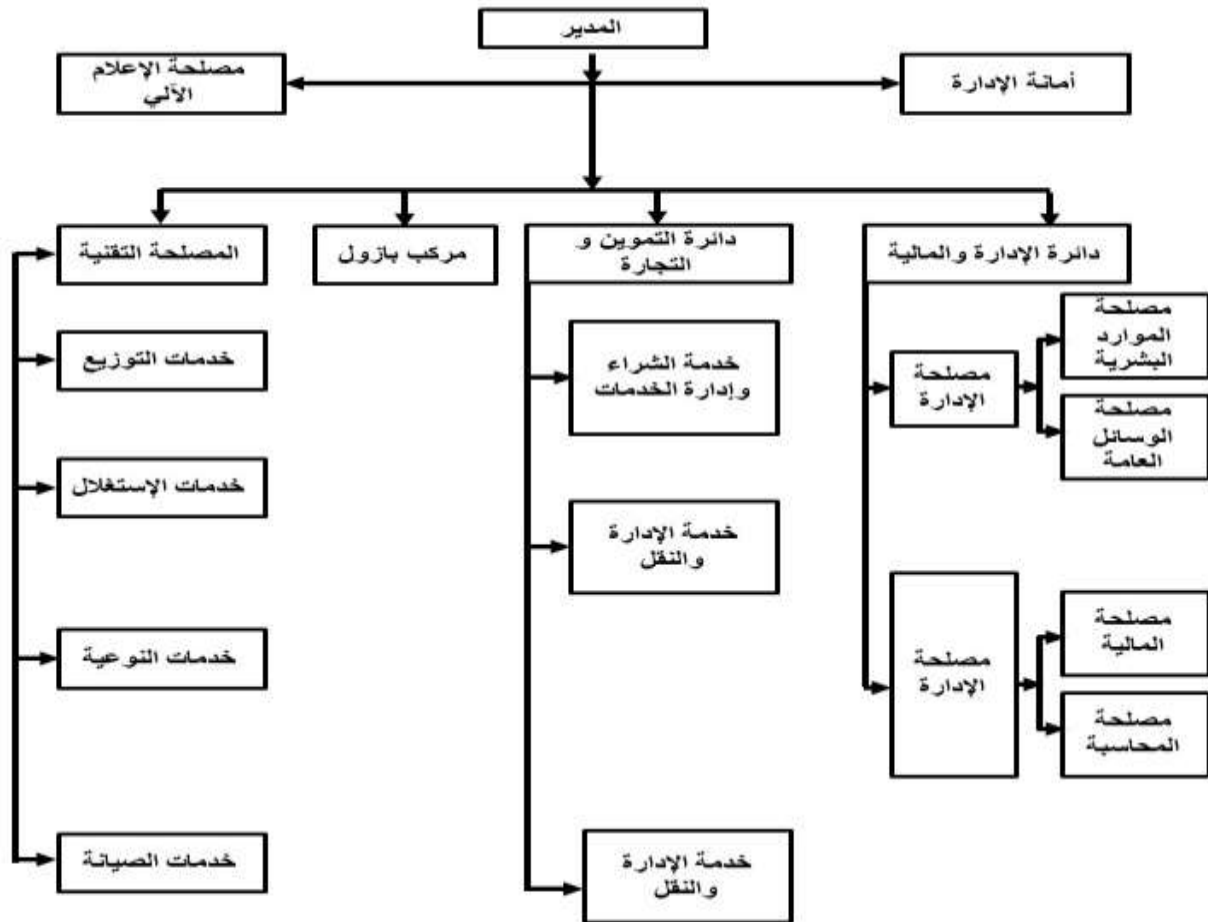 المدير
أمانة الإدارة
مصلحة الإعلام
الآلي
دائرة الإدارة والمالية
دائرة التموين و
التجارة
مركب بازول
المصلحة التقنية
مصلحة
الإدارة
مصلحة
الموارد
البشرية
مصلحة
الوسائل
العامة
مصلحة
الإدارة
مصلحة
المالية
مصلحة
المحاسبة
خدمة الشراء
وإدارة الخدمات
خدمة الإدارة
والنقل
خدمة الإدارة
والنقل
خدمات التوزيع
خدمات الإستغلال
خدمات النوعية
خدمات الصيانة